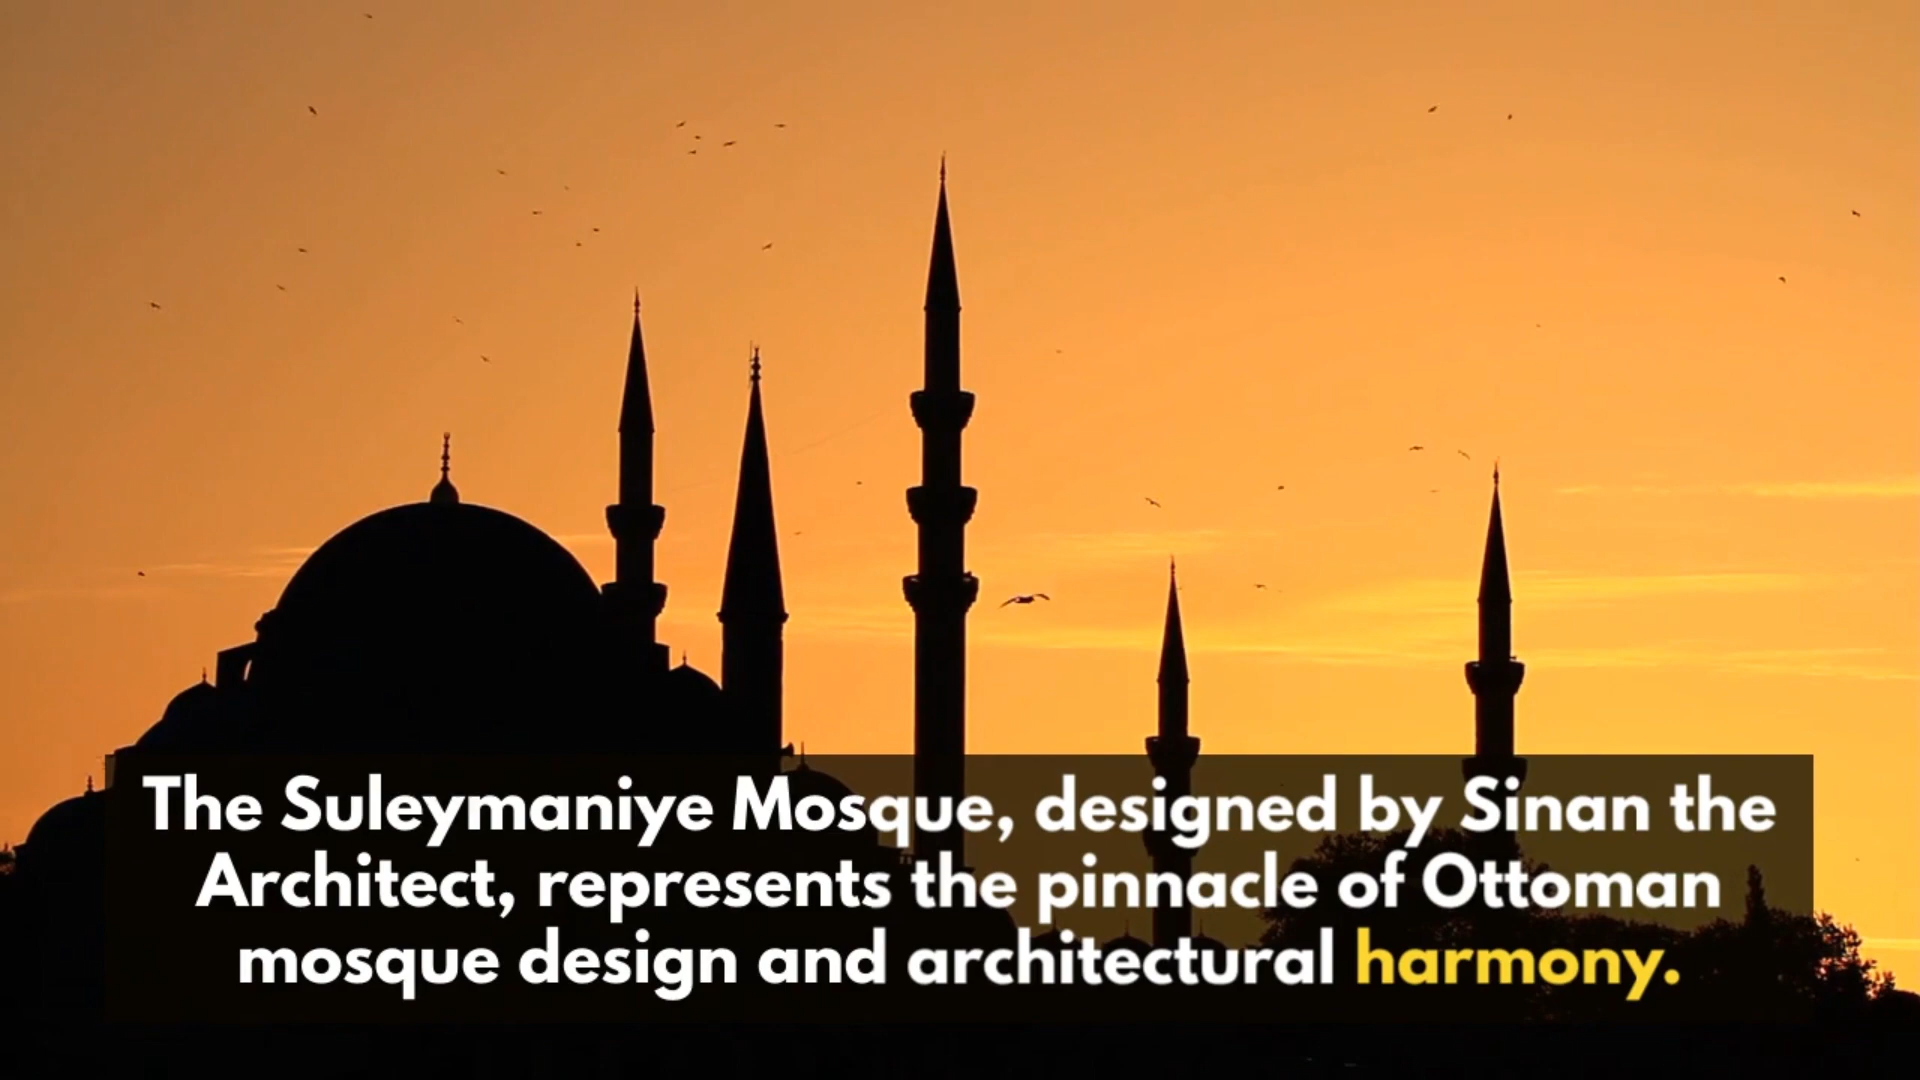 The Suleymaniye Mosque, designed by Sinan the
Architect, represents the pinnacle of Ottoman
mosque design and architectural harmony.